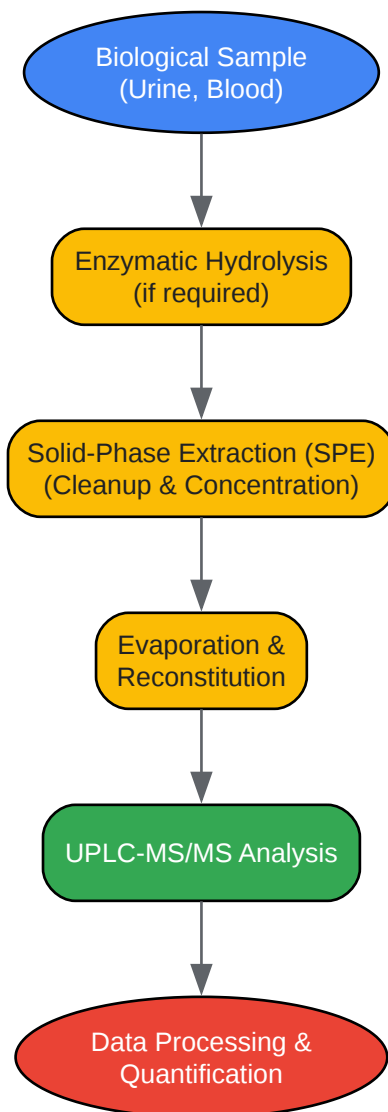 Biological Sample
(Urine, Blood)
Enzymatic Hydrolysis
(if required)
Solid-Phase Extraction (SPE)
(Cleanup & Concentration)
Evaporation &
Reconstitution
UPLC-MS/MS Analysis
Data Processing &
Quantification